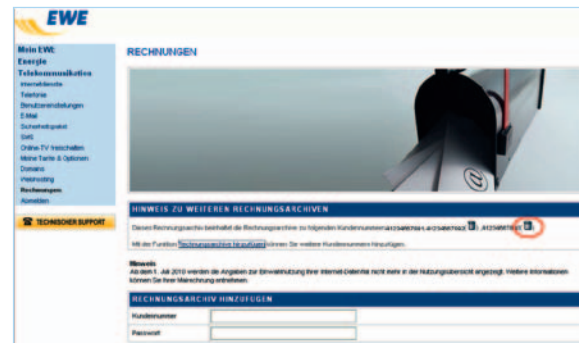 EWE
Mein EWE
Energie
Telekommunikation
Internetdienste
Telefonie
Benutzereinstellungen
E-Mail
Sicherheitspaket
SMS
Online-TV freischalten
Meine Tarife & Optionen
Domains
Webhosting
Rechnungen
Abmelden
TECHNISCHER SUPPORT
RECHNUNGEN
@
HINWEIS ZU WEITEREN RECHNUNGSARCHIVEN
Dieses Rechnungsarchiv beinhaltet die Rechnungsarchive zu folgenden Kundennummern:
Mit der Funktion Rechnungsarchive hinzufügen können Sie weitere Kundennummern hinzufügen.
Hinweis
Ab dem 1. Juli 2010 werden die Angaben zur Einwahlnutzung Ihrer Internet-Datenflat nicht mehr in der Nutzungsübersicht angezeigt. Weitere Informationen
können Sie Ihrer Mairechnung entnehmen.
RECHNUNGSARCHIV HINZUFÜGEN
Kundennummer
Passwort